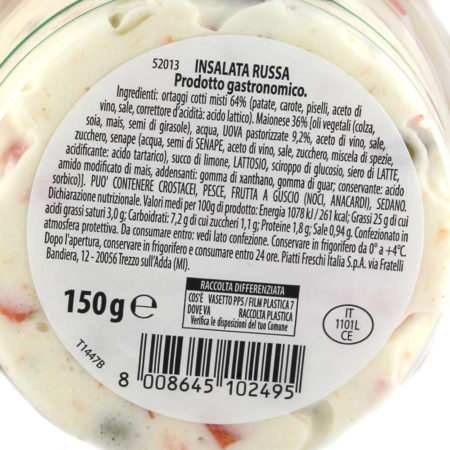 52013 INSALATA RUSSA
Prodotto gastronomico.
Ingredienti: ortaggi cotti misti 64% (patate, carote, piselli, aceto di
vino, sale, correttore d'acidità: acido lattico). Maionese 36% [oli vegetali (colza,
soia, mais, semi di girasole), acqua, UOVA pastorizzate 9,2%, aceto di vino, sale,
zucchero, senape (acqua, semi di SENAPE, aceto di vino, sale, zucchero, miscela di spezie,
acidificante: acido tartarico), succo di limone, LATTOSIO, sciroppo di glucosio, siero di LATTE,
amido modificato di mais, addensanti: gomma di xanthano, gomma di guar; conservante: acido
sorbico)]. PUO' CONTENERE CROSTACEI, PESCE, FRUTTA A GUSCIO (NOCI, ANACARDI), SEDANO.
Dichiarazione nutrizionale. Valori medi per 100g di prodotto: Energia 1078 kJ / 261 kcal; Grassi 25 g di cui
acidi grassi saturi 3,0 g; Carboidrati: 7,2 g di cui zuccheri 1,1 g; Proteine 1,8 g; Sale 0,94 g. Confezionato in
atmosfera protettiva. Da consumare entro: vedi lato confezione. Conservare in frigorifero da 0° a +4°C.
Dopo l'apertura, conservare in frigorifero e consumare entro 24 ore. Piatti Freschi Italia S.p.A. via Fratelli
Bandiera, 12 - 20056 Trezzo sull'Adda (MI).
150g e
RACCOLTA DIFFERENZIATA
COS'È VASETTO PP5 / FILM PLASTICA 7
DOVE VA RACCOLTA PLASTICA
Verifica le disposizioni del tuo Comune
IT
1101L
CE
T1447B
8 008645 102495